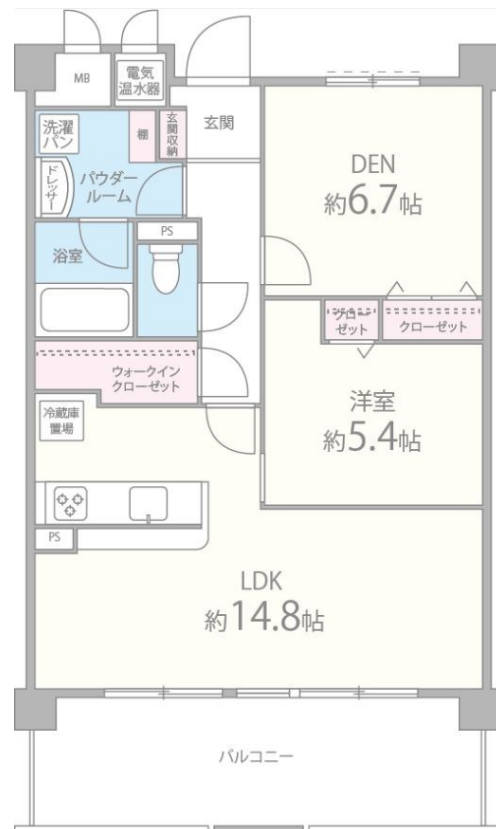 MB
電気
温水器
洗濯
パン
棚
玄関収納
玄関
ドレッサー
パウダー
ルーム
DEN
約6.7帖
PS
浴室
クロー
ゼット
クローゼット
ウォークイン
クローゼット
洋室
約5.4帖
冷蔵庫
置場
PS
LDK
約14.8帖
バルコニー